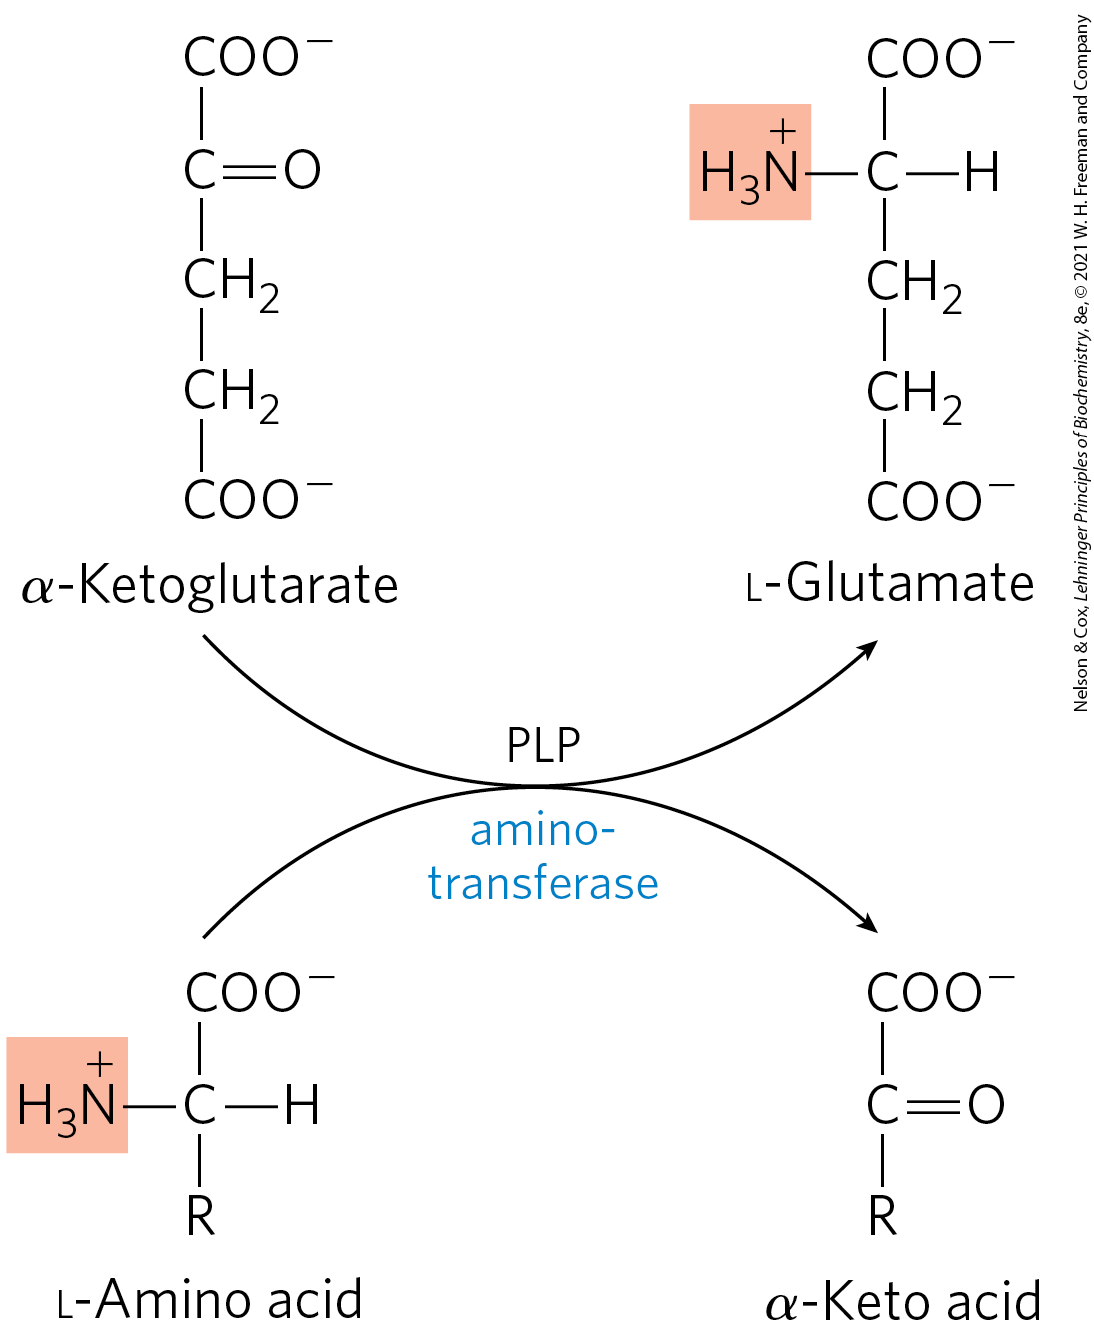 COO⁻
C=O
CH₂
CH₂
COO⁻
α-Ketoglutarate
COO⁻
H₃N⁺—C—H
CH₂
CH₂
COO⁻
L-Glutamate
PLP
amino-
transferase
COO⁻
H₃N⁺—C—H
R
L-Amino acid
COO⁻
C=O
R
α-Keto acid
Nelson & Cox, Lehninger Principles of Biochemistry, 8e, © 2021 W. H. Freeman and Company